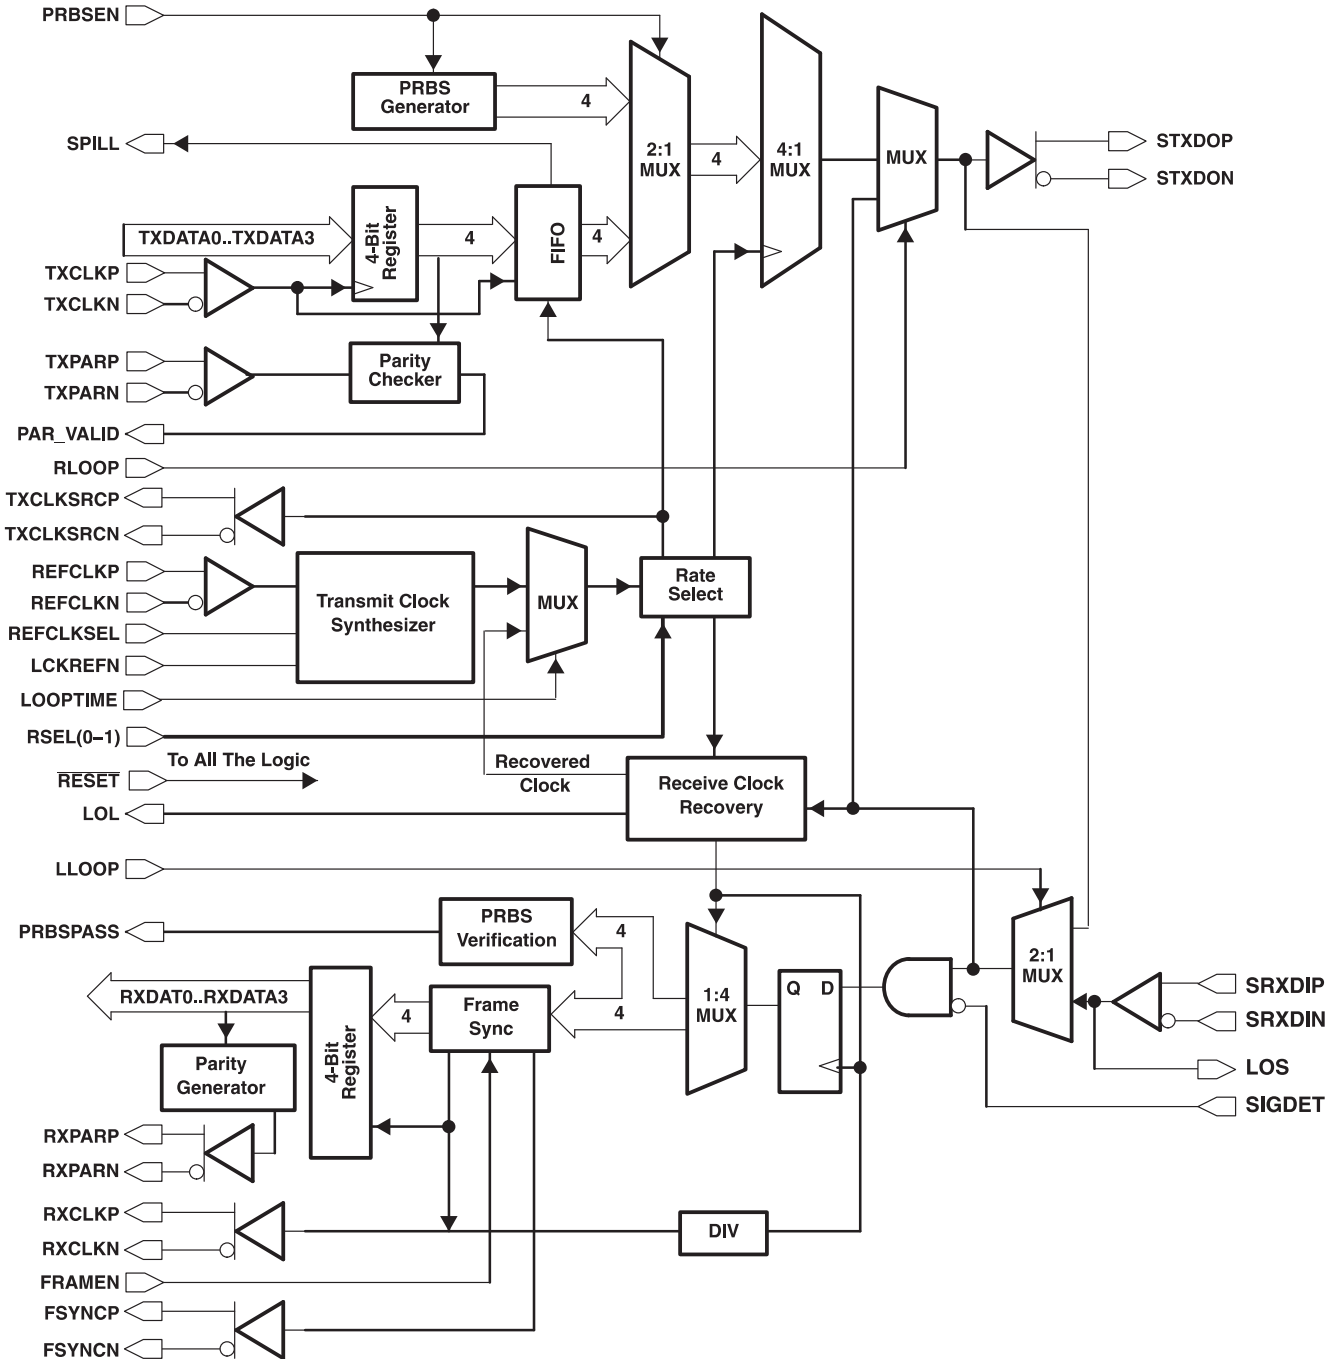 PRBSEN
PRBS
Generator
4
SPILL
2:1
MUX
4
4:1
MUX
MUX
STXDOP
STXDON
TXDATA0..TXDATA3
4-Bit
Register
4
FIFO
4
TXCLKP
TXCLKN
TXPARP
TXPARN
Parity
Checker
PAR_VALID
RLOOP
TXCLKSRCP
TXCLKSRCN
REFCLKP
REFCLKN
REFCLKSEL
LCKREFN
Transmit Clock
Synthesizer
MUX
Rate
Select
LOOPTIME
RSEL(0–1)
To All The Logic
RESET
Recovered
Clock
Receive Clock
Recovery
LOL
LLOOP
PRBSPASS
PRBS
Verification
4
1:4
MUX
Q D
2:1
MUX
SRXDIP
SRXDIN
LOS
SIGDET
RXDAT0..RXDATA3
4-Bit
Register
4
Frame
Sync
4
Parity
Generator
RXPARP
RXPARN
RXCLKP
RXCLKN
DIV
FRAMEN
FSYNCP
FSYNCN